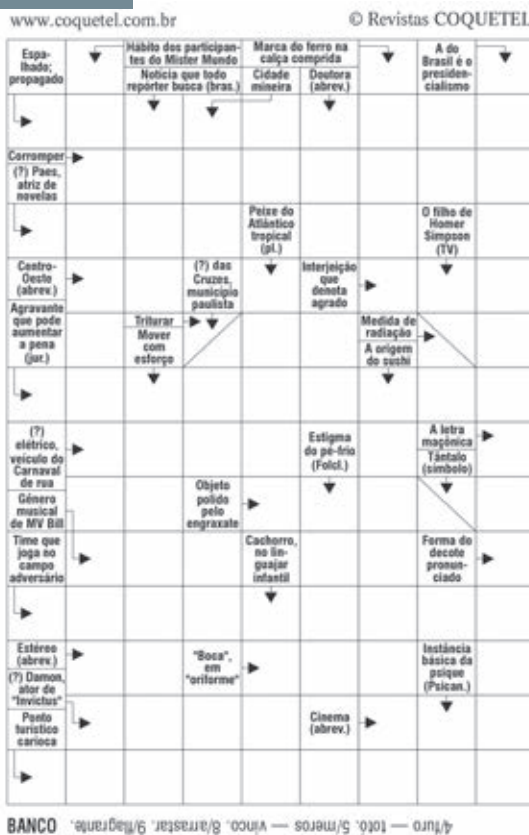 www.coquetel.com.br
© Revistas COQUETEL
Espa-
lhado;
propagado
Hábito dos participan-
tes do Mister Mundo
Notícia que todo
repórter busca (bras.)
Marca do ferro na
calça comprida
Cidade
mineira
Doutora
(abrev.)
A do
Brasil é o
presiden-
cialismo
Corromper
(?) Paes,
atriz de
novelas
Peixe do
Atlântico
tropical
(pl.)
O filho de
Homer
Simpson
(TV)
Centro-
Oeste
(abrev.)
(?) das
Cruzes,
município
paulista
Interjeição
que
denota
agrado
Agravante
que pode
aumentar
a pena
(jur.)
Triturar
Mover
com
esforço
Medida de
radiação
A origem
do sushi
(?)
elétrico,
veículo do
Carnaval
de rua
Estigma
do pé-frio
(Folcl.)
A letra
maçônica
Tântalo
(símbolo)
Gênero
musical
de MV Bill
Objeto
polido
pelo
engraxate
Time que
joga no
campo
adversário
Cachorro,
no lin-
guajar
infantil
Forma do
decote
pronun-
ciado
Estéreo
(abrev.)
"Boca",
em
"oriforme"
Instância
básica da
psique
(Psican.)
(?) Damon,
ator de
"Invictus"
Ponto
turístico
carioca
Cinema
(abrev.)
BANCO
4/furo — totó. 5/meros — vinco. 8/arrastar. 9/flagrante.